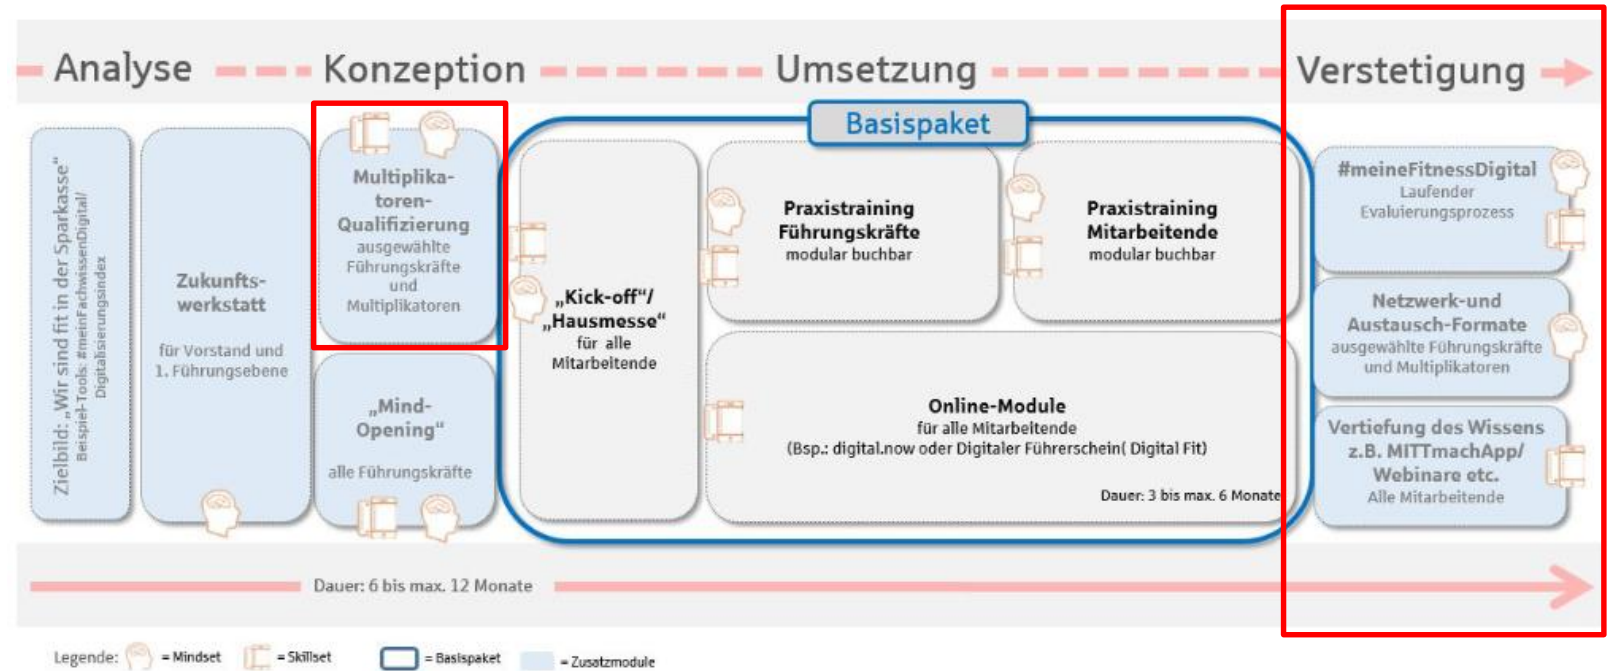 Analyse
Konzeption
Umsetzung
Verstetigung
Basispaket
Zielbild: „Wir sind fit in der Sparkasse“
Beispiel-Tools: #meinFachwissenDigital/
Digitalisierungsindex
Zukunfts-
werkstatt
für Vorstand und
1. Führungsebene
Multiplika-
toren-
Qualifizierung
ausgewählte
Führungskräfte
und
Multiplikatoren
„Mind-
Opening“
alle Führungskräfte
„Kick-off“/
„Hausmesse“
für alle
Mitarbeitende
Praxistraining
Führungskräfte
modular buchbar
Praxistraining
Mitarbeitende
modular buchbar
Online-Module
für alle Mitarbeitende
(Bsp.: digital.now oder Digitaler Führerschein( Digital Fit)
Dauer: 3 bis max. 6 Monate
#meineFitnessDigital
Laufender
Evaluierungsprozess
Netzwerk-und
Austausch-Formate
ausgewählte Führungskräfte
und Multiplikatoren
Vertiefung des Wissens
z.B. MITTmachApp/
Webinare etc.
Alle Mitarbeitende
Dauer: 6 bis max. 12 Monate
Legende: = Mindset = Skillset = Basispaket = Zusatzmodule